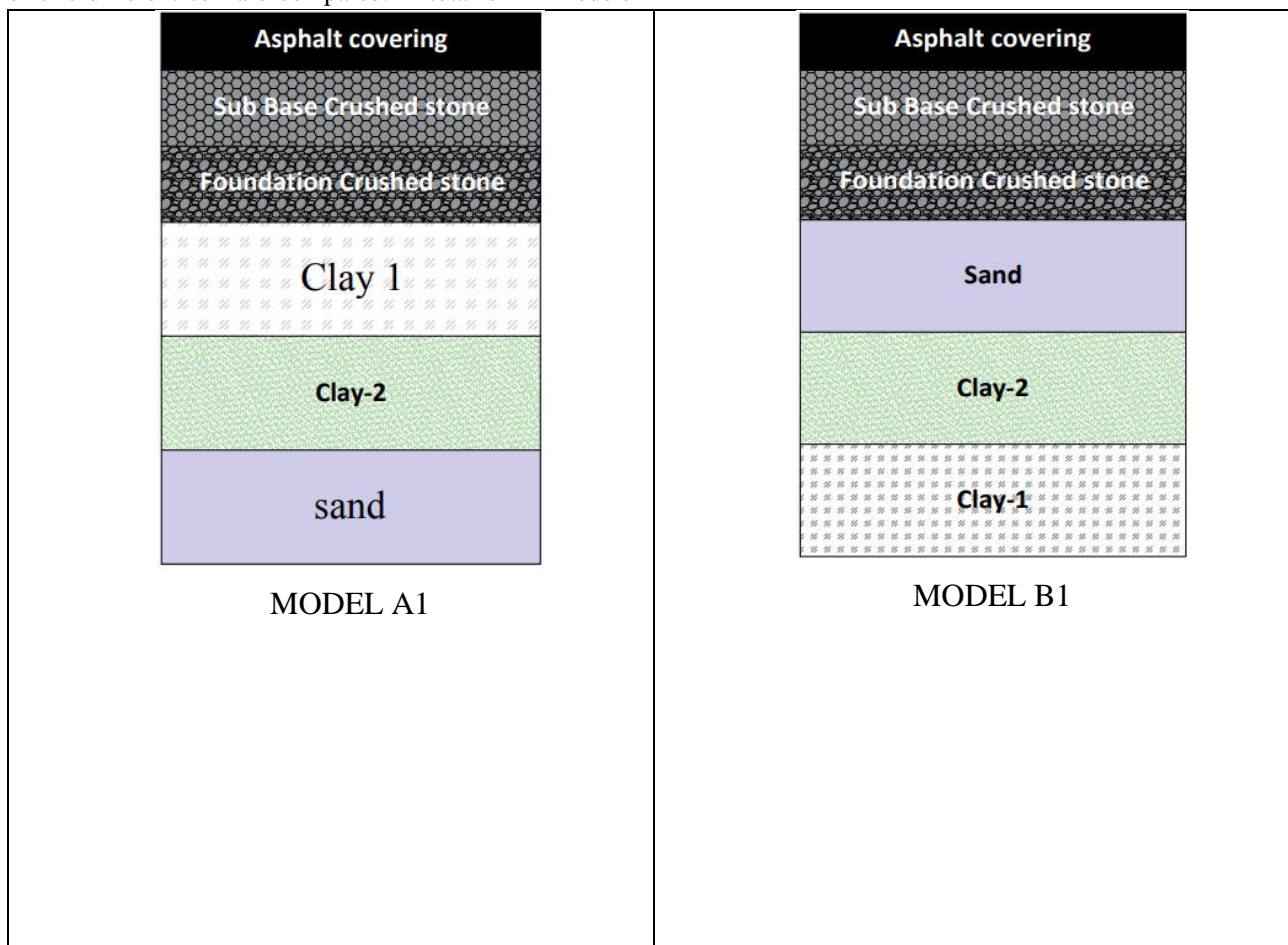 Asphalt covering
Sub Base Crushed stone
Foundation Crushed stone
Clay 1
Clay-2
sand
MODEL A1
Asphalt covering
Sub Base Crushed stone
Foundation Crushed stone
Sand
Clay-2
Clay-1
MODEL B1